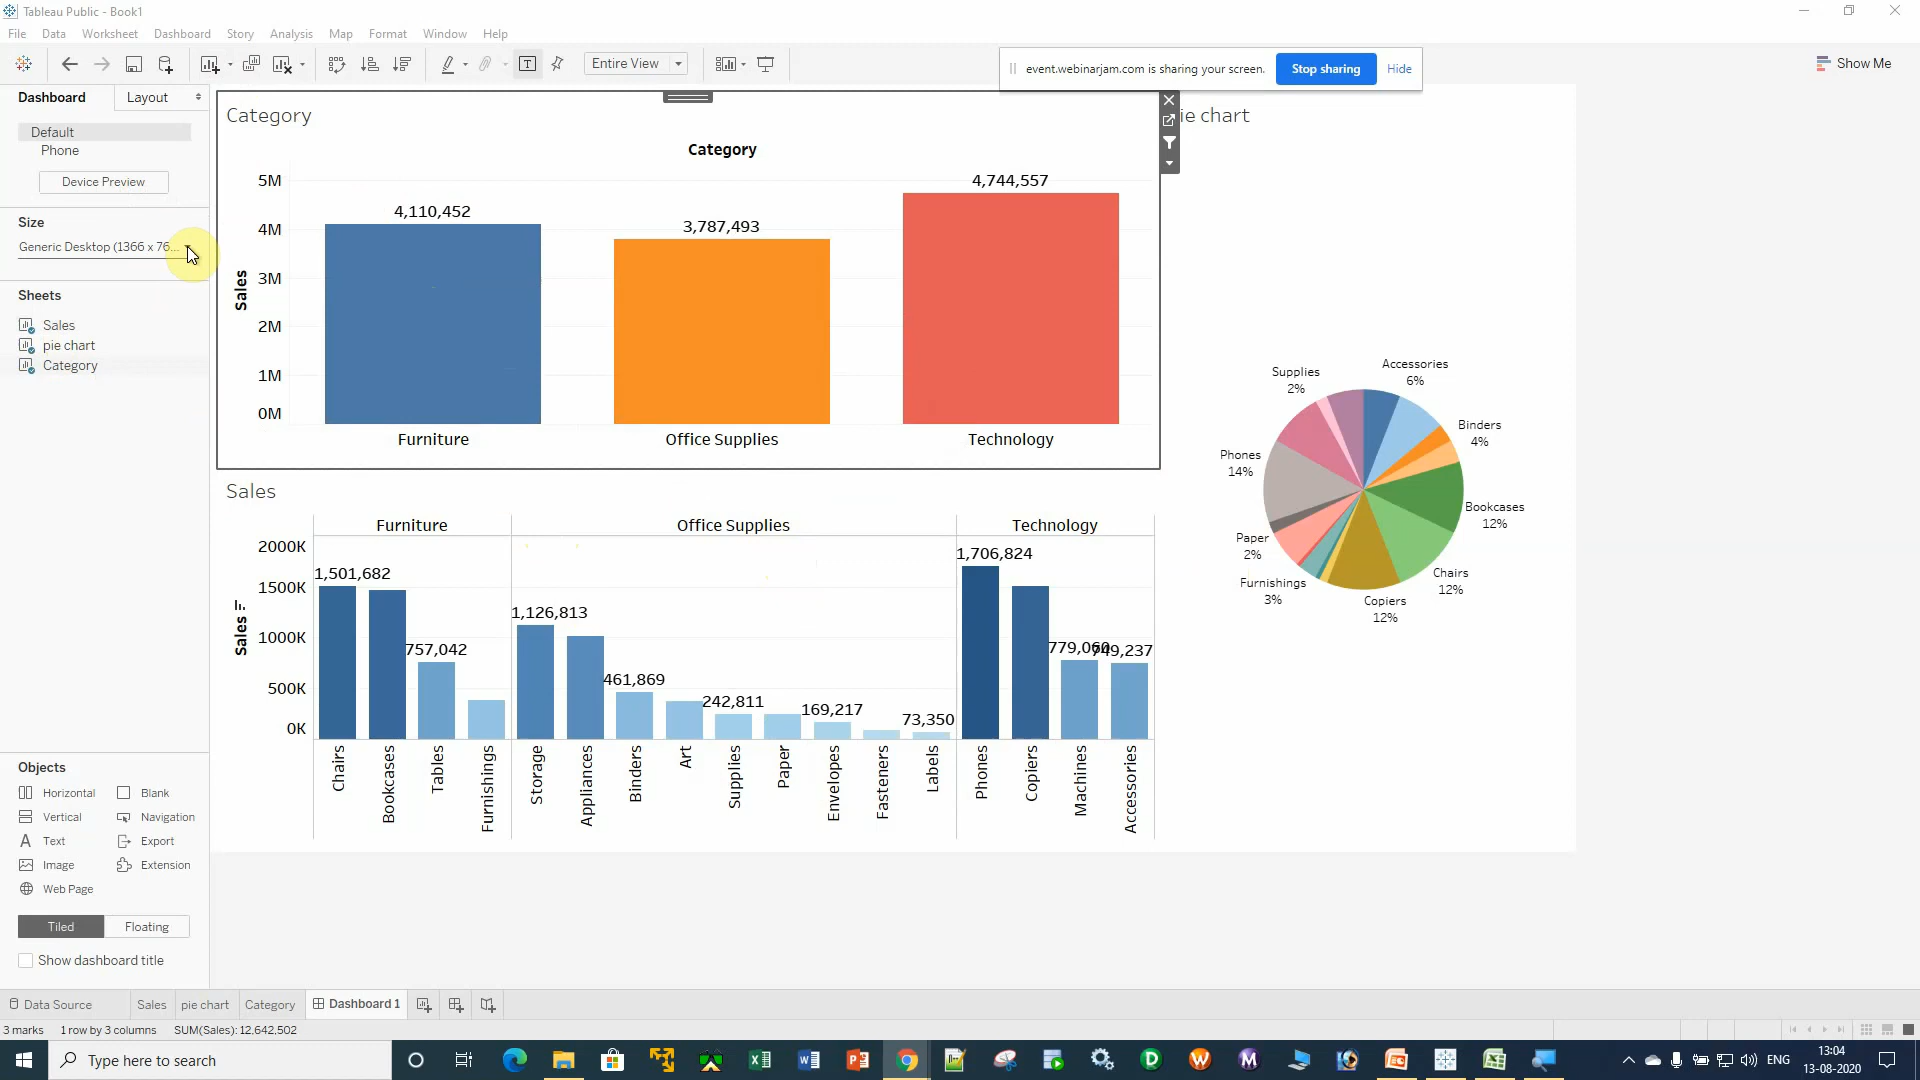 Tableau Public - Book1
File Data Worksheet Dashboard Story Analysis Map Format Window Help
Entire View
event.webinarjam.com is sharing your screen. Stop sharing Hide
Show Me
Dashboard Layout
Default
Phone
Device Preview
Size
Generic Desktop (1366 x 76...
Sheets
Sales
pie chart
Category
Objects
Horizontal Blank
Vertical Navigation
Text Export
Image Extension
Web Page
Tiled Floating
Show dashboard title
Category
Category
Sales
5M
4M
3M
2M
1M
0M
4,110,452
3,787,493
4,744,557
Furniture Office Supplies Technology
Sales
Furniture Office Supplies Technology
Sales
2000K
1500K
1000K
500K
0K
1,501,682
757,042
1,126,813
461,869
242,811
169,217
73,350
1,706,824
779,060
749,237
Chairs
Bookcases
Tables
Furnishings
Storage
Appliances
Binders
Art
Supplies
Paper
Envelopes
Fasteners
Labels
Phones
Copiers
Machines
Accessories
ie chart
Accessories
6%
Binders
4%
Bookcases
12%
Chairs
12%
Copiers
12%
Furnishings
3%
Paper
2%
Phones
14%
Supplies
2%
Data Source Sales pie chart Category Dashboard 1
3 marks 1 row by 3 columns SUM(Sales): 12,642,502
Type here to search
ENG
13:04
13-08-2020